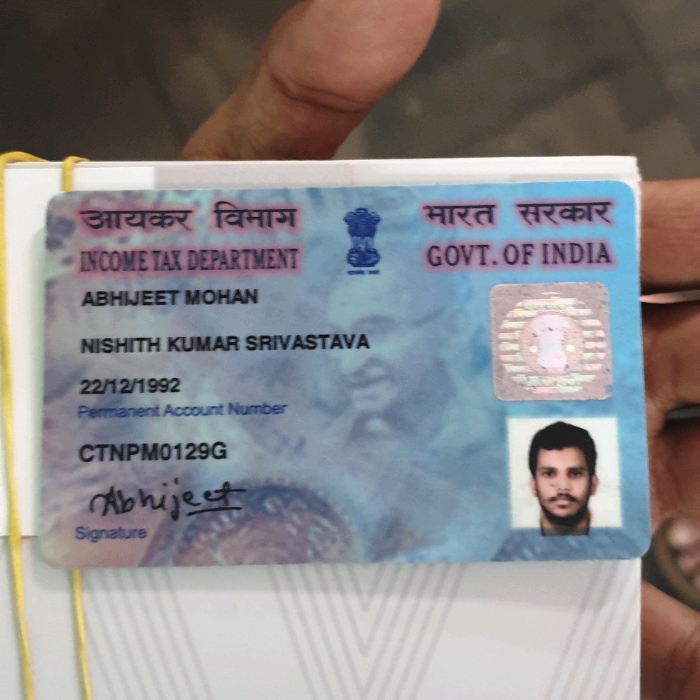 आयकर विभाग
भारत सरकार
INCOME TAX DEPARTMENT
GOVT. OF INDIA
ABHIJEET MOHAN
NISHITH KUMAR SRIVASTAVA
22/12/1992
Permanent Account Number
CTNPM0129G
Abhijeet
Signature